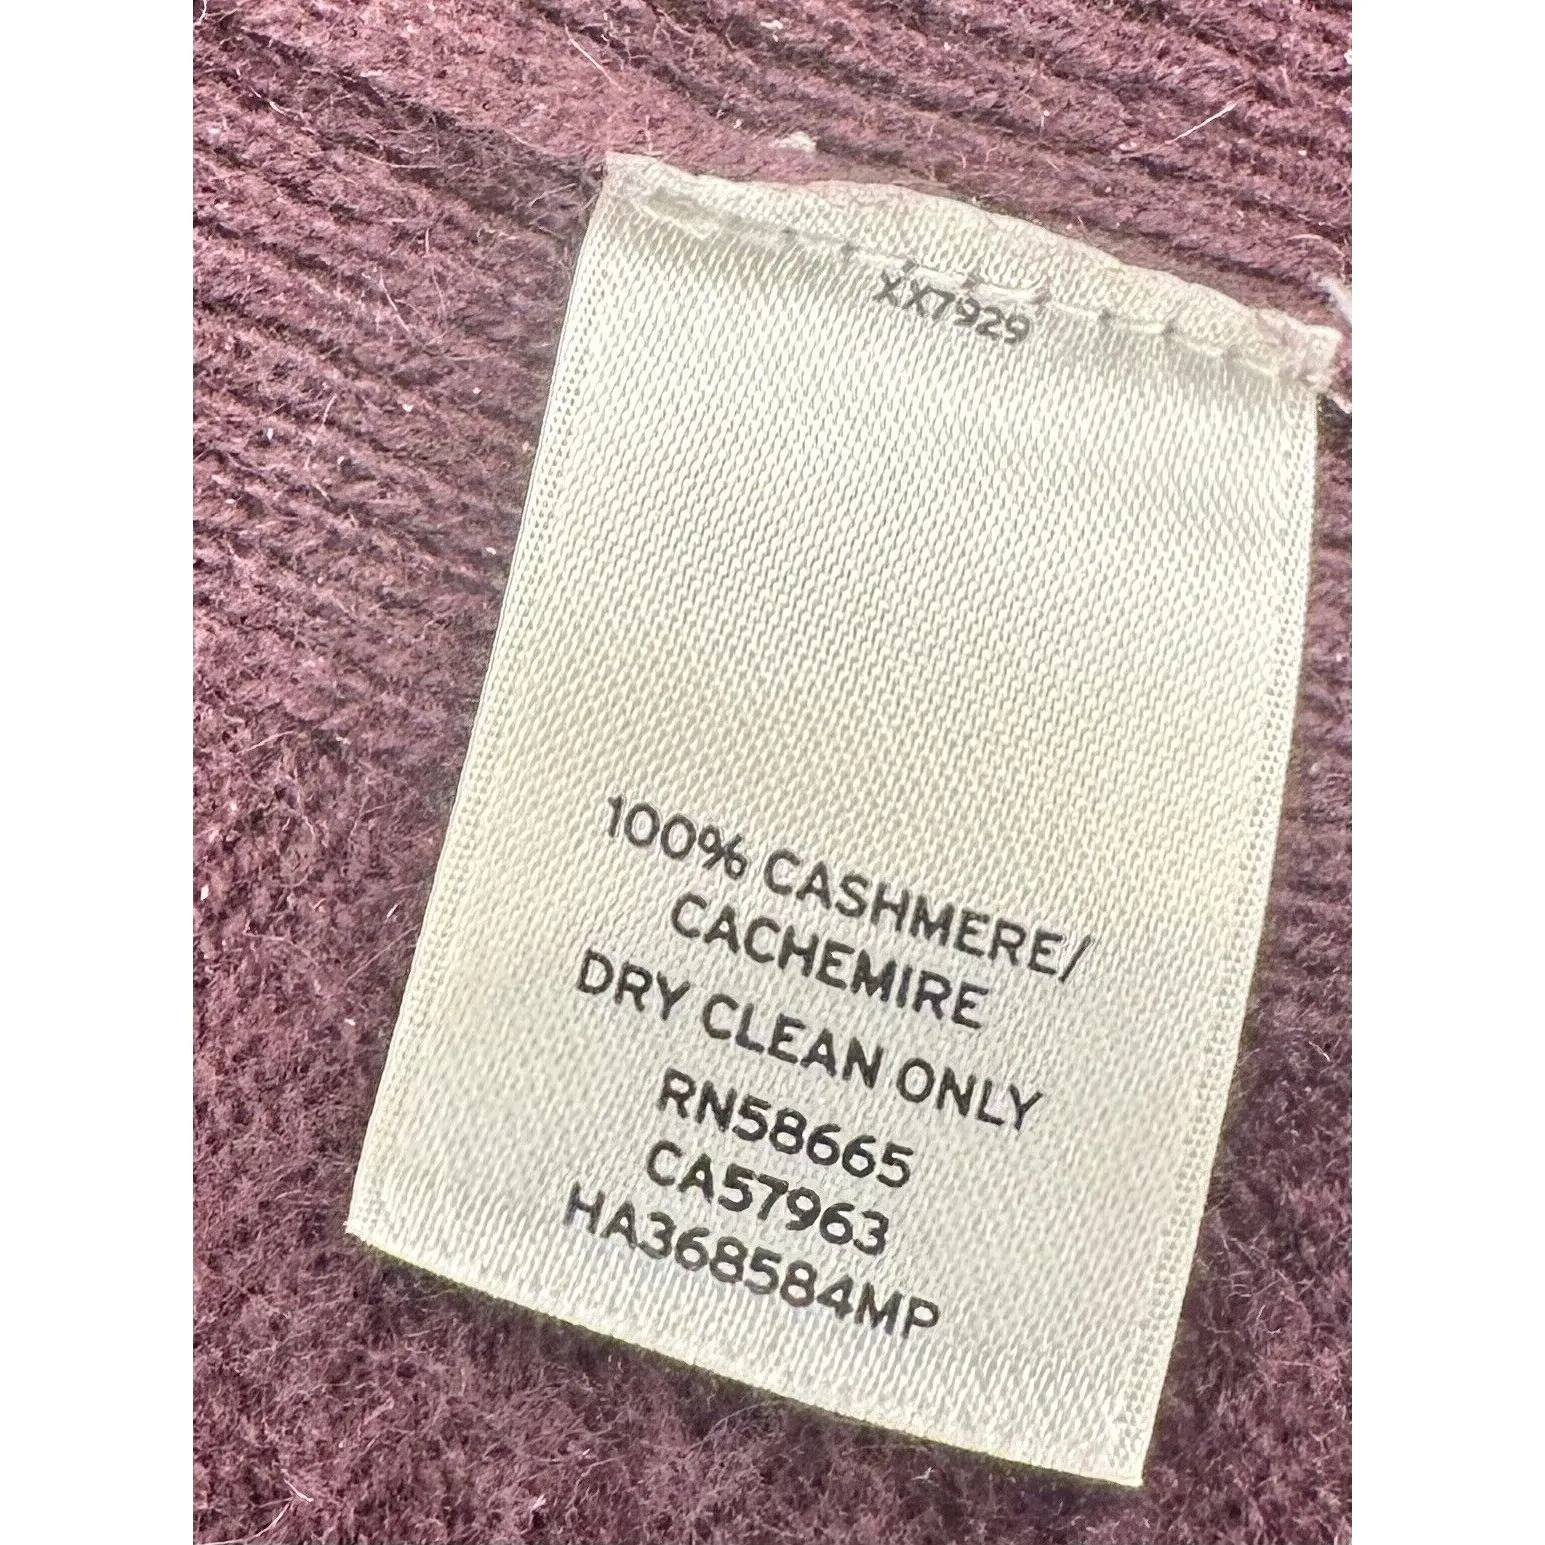 XX7929
100% CASHMERE/
CACHEMIRE
DRY CLEAN ONLY
RN58665
CA57963
HA368584MP